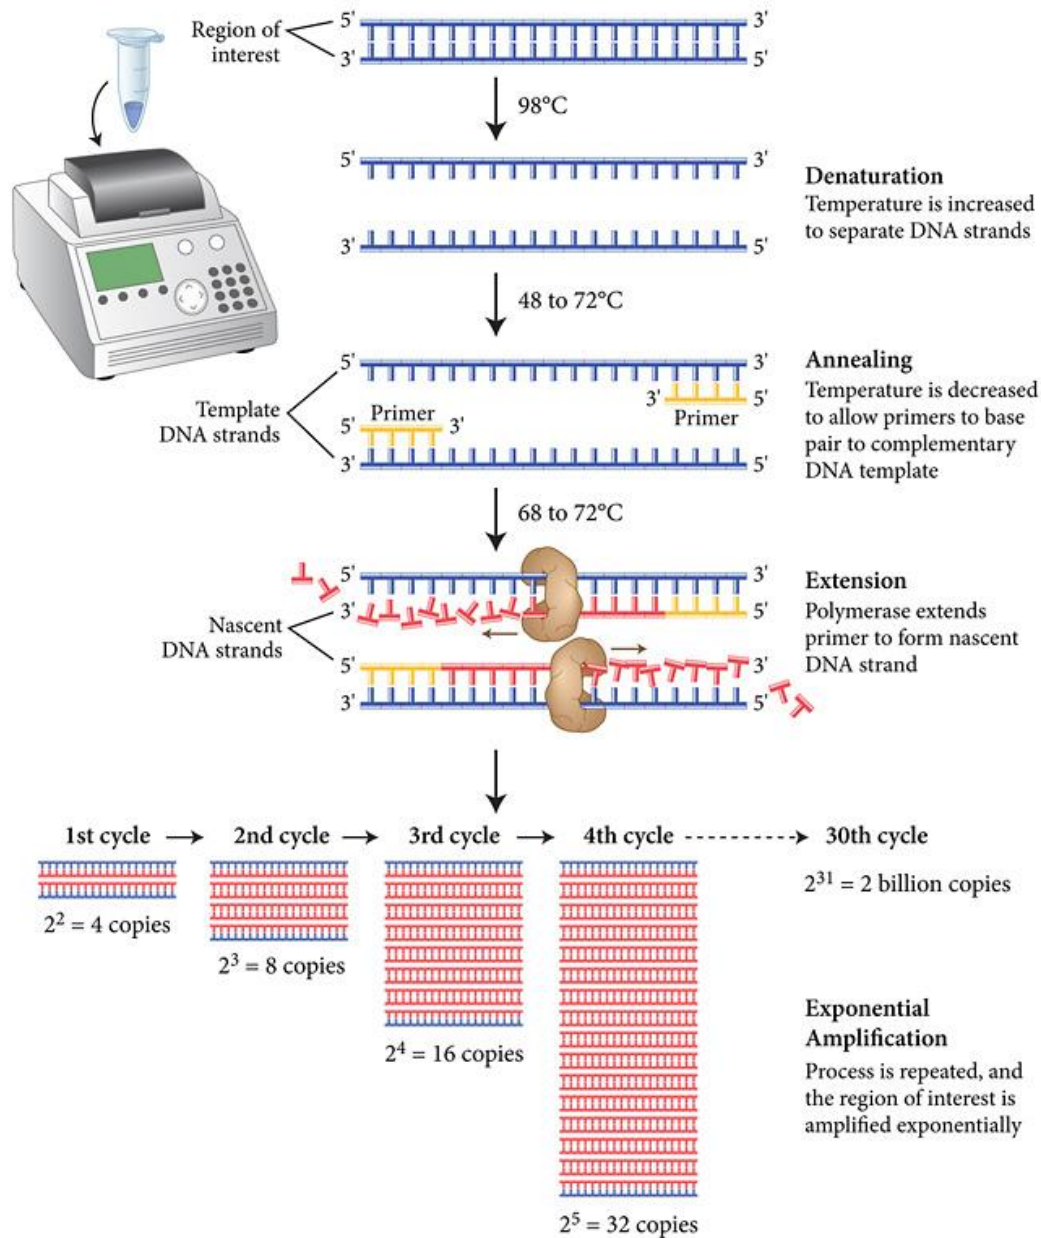 Region of
interest
5'
3'
3'
5'
98°C
5'
3'
3'
5'
Denaturation
Temperature is increased
to separate DNA strands
48 to 72°C
Template
DNA strands
5'
3'
3'
5'
Primer
Primer
5'
3'
3'
5'
Annealing
Temperature is decreased
to allow primers to base
pair to complementary
DNA template
68 to 72°C
Nascent
DNA strands
5'
3'
3'
5'
5'
3'
3'
5'
Extension
Polymerase extends
primer to form nascent
DNA strand
1st cycle
2nd cycle
3rd cycle
4th cycle
30th cycle
2² = 4 copies
2³ = 8 copies
2⁴ = 16 copies
2⁵ = 32 copies
2³¹ = 2 billion copies
Exponential
Amplification
Process is repeated, and
the region of interest is
amplified exponentially